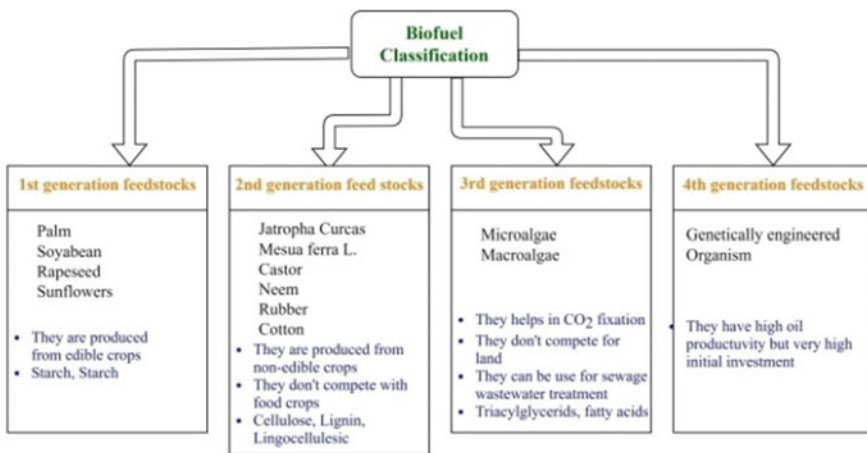 Biofuel
Classification
1st generation feedstocks
Palm
Soyabean
Rapeseed
Sunflowers
• They are produced
from edible crops
• Starch, Starch
2nd generation feed stocks
Jatropha Curcas
Mesua ferra L.
Castor
Neem
Rubber
Cotton
• They are produced from
non-edible crops
• They don't compete with
food crops
• Cellulose, Lignin,
Lingocellulesic
3rd generation feedstocks
Microalgae
Macroalgae
• They helps in CO2 fixation
• They don't compete for
land
• They can be use for sewage
wastewater treatment
• Triacylglycerids, fatty acids
4th generation feedstocks
Genetically engineered
Organism
• They have high oil
productuvity but very high
initial investment